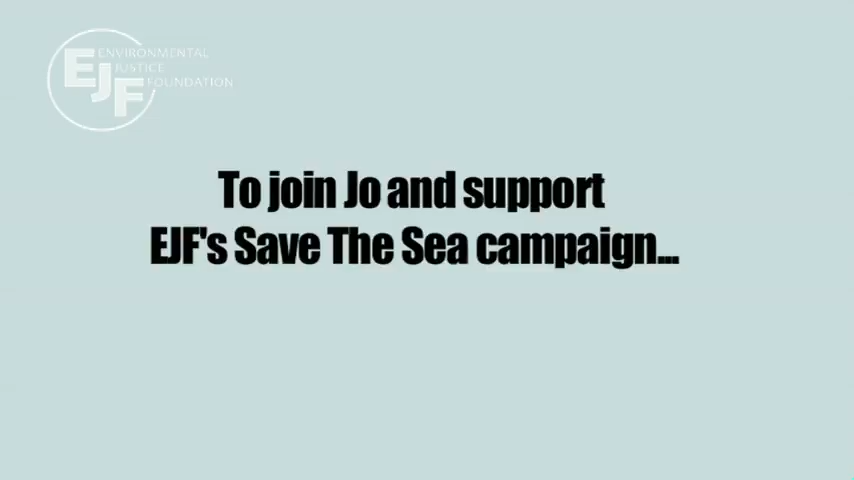 ENVIRONMENTAL
EJF JUSTICE
FOUNDATION
To join Jo and support
EJF's Save The Sea campaign...